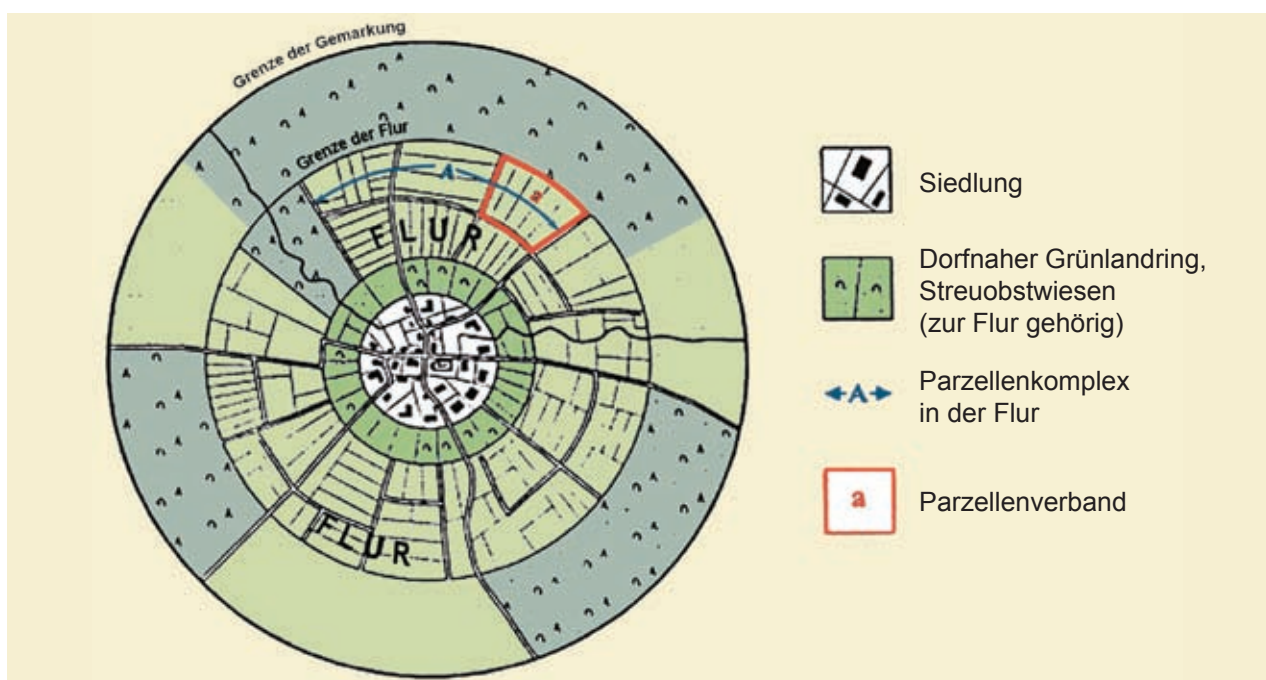 Grenze der Gemarkung
Grenze der Flur
A
a
FLUR
FLUR
Siedlung
Dorfnaher Grünlandring,
Streuobstwiesen
(zur Flur gehörig)
A
Parzellenkomplex
in der Flur
a
Parzellenverband